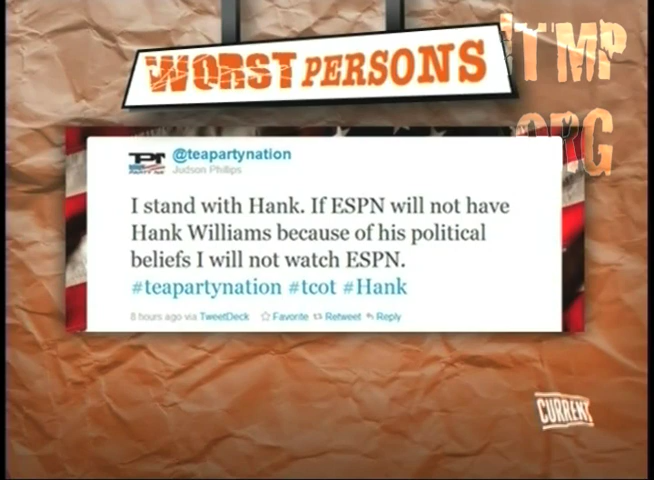 WORST PERSONS
'TMP
ORG
@teapartynation
Judson Phillips
I stand with Hank. If ESPN will not have
Hank Williams because of his political
beliefs I will not watch ESPN.
#teapartynation #tcot #Hank
8 hours ago via TweetDeck Favorite Retweet Reply
CURRENT